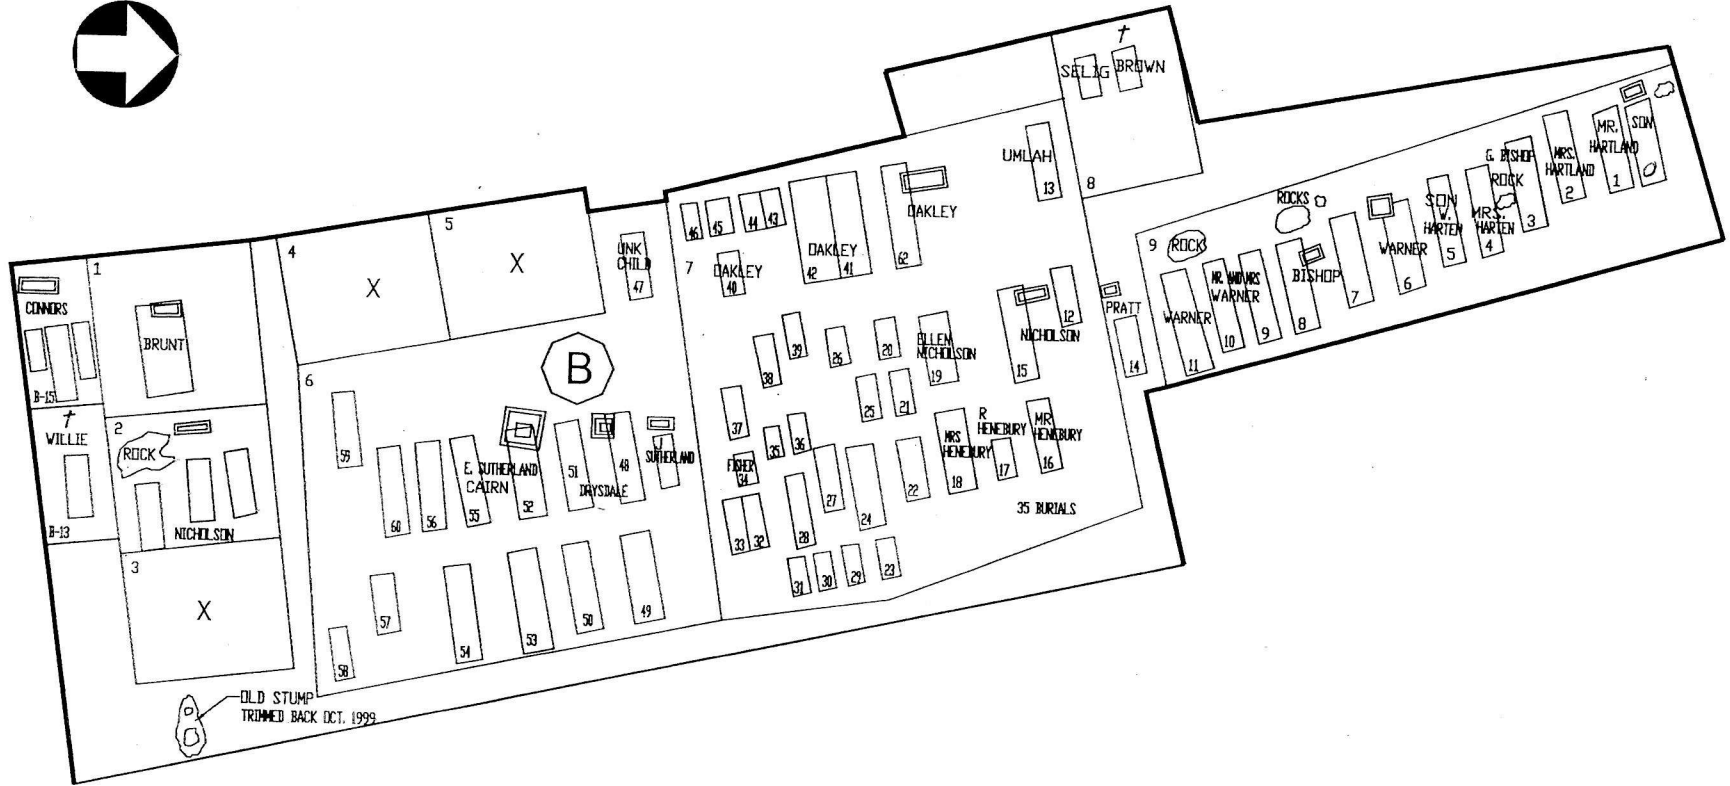 CONNORS
B-15
WILLIE
B-13
1
BRUNT
2
ROCK
NICHOLSON
3
X
OLD STUMP
TRIMMED BACK OCT. 1999
4
X
5
X
UNK
CHILD
47
B
6
59
60
56
E. SUTHERLAND
CAIRN
55
52
51
DRYSDALE
48
J
SUTHERLAND
58
57
54
53
50
49
7
46
45
44
43
OAKLEY
40
OAKLEY
42
41
OAKLEY
62
UMLAH
13
39
38
37
26
20
ELLEN
NICHOLSON
19
NICHOLSON
15
12
25
21
36
35
FISHER
34
33
32
28
27
24
22
MRS
HENEBURY
18
R
HENEBURY
17
MR
HENEBURY
16
35 BURIALS
31
30
29
23
SELIG
BROWN
8
PRATT
14
9
ROCK
WARNER
11
MR. AND MRS
WARNER
10
9
ROCKS
BISHOP
8
7
WARNER
6
SON
W.
HARTEN
5
MRS.
HARTEN
4
G. BISHOP
ROCK
3
MRS.
HARTLAND
2
MR.
HARTLAND
1
SON